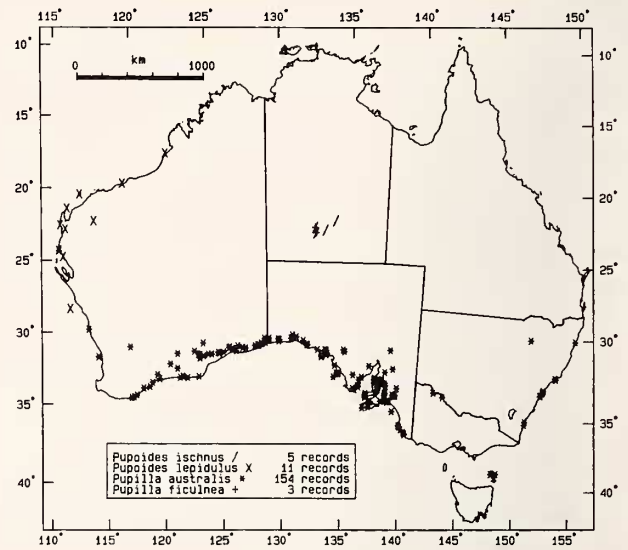 115° 120° 125° 130° 135° 140° 145° 150°
10° 10°
km
0 1000
15° 15°
20° 20°
25° 25°
30° 30°
35° 35°
Pupoides ischnus / 5 records
Pupoides lepidulus X 11 records
Pupilla australis * 154 records
Pupilla ficulnea + 3 records
40° 40°
110° 115° 120° 125° 130° 135° 140° 145° 150° 155°